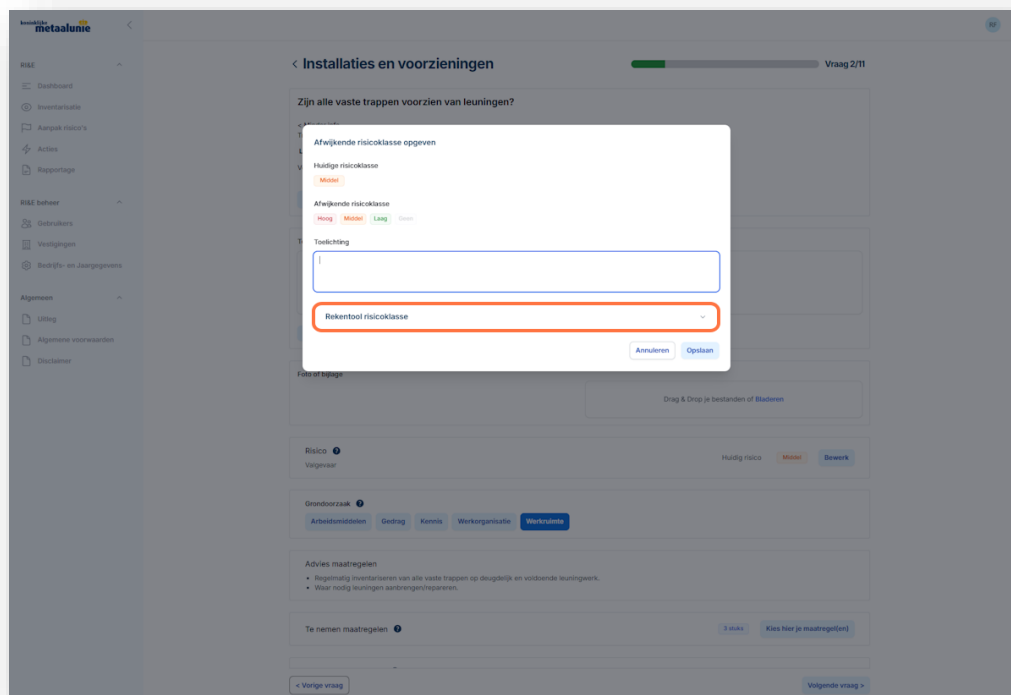 koninklijke
metaalunie
RI&E
Dashboard
Inventarisatie
Aanpak risico's
Acties
Rapportage
RI&E beheer
Gebruikers
Vestigingen
Bedrijfs- en Jaargegevens
Algemeen
Uitleg
Algemene voorwaarden
Disclaimer
< Installaties en voorzieningen
Vraag 2/11
Zijn alle vaste trappen voorzien van leuningen?
Afwijkende risicoklasse opgeven
Huidige risicoklasse
Middel
Afwijkende risicoklasse
Hoog Middel Laag Geen
Toelichting
Rekentool risicoklasse
Annuleren Opslaan
Foto of bijlage
Drag & Drop je bestanden of Bladeren
Risico
Valgevaar
Huidig risico Middel Bewerk
Grondoorzaak
Arbeidsmiddelen Gedrag Kennis Werkorganisatie Werkruimte
Advies maatregelen
• Regelmatig inventariseren van alle vaste trappen op deugdelijk en voldoende leuningwerk.
• Waar nodig leuningen aanbrengen/repareren.
Te nemen maatregelen
3 stuks Kies hier je maatregel(en)
< Vorige vraag
Volgende vraag >